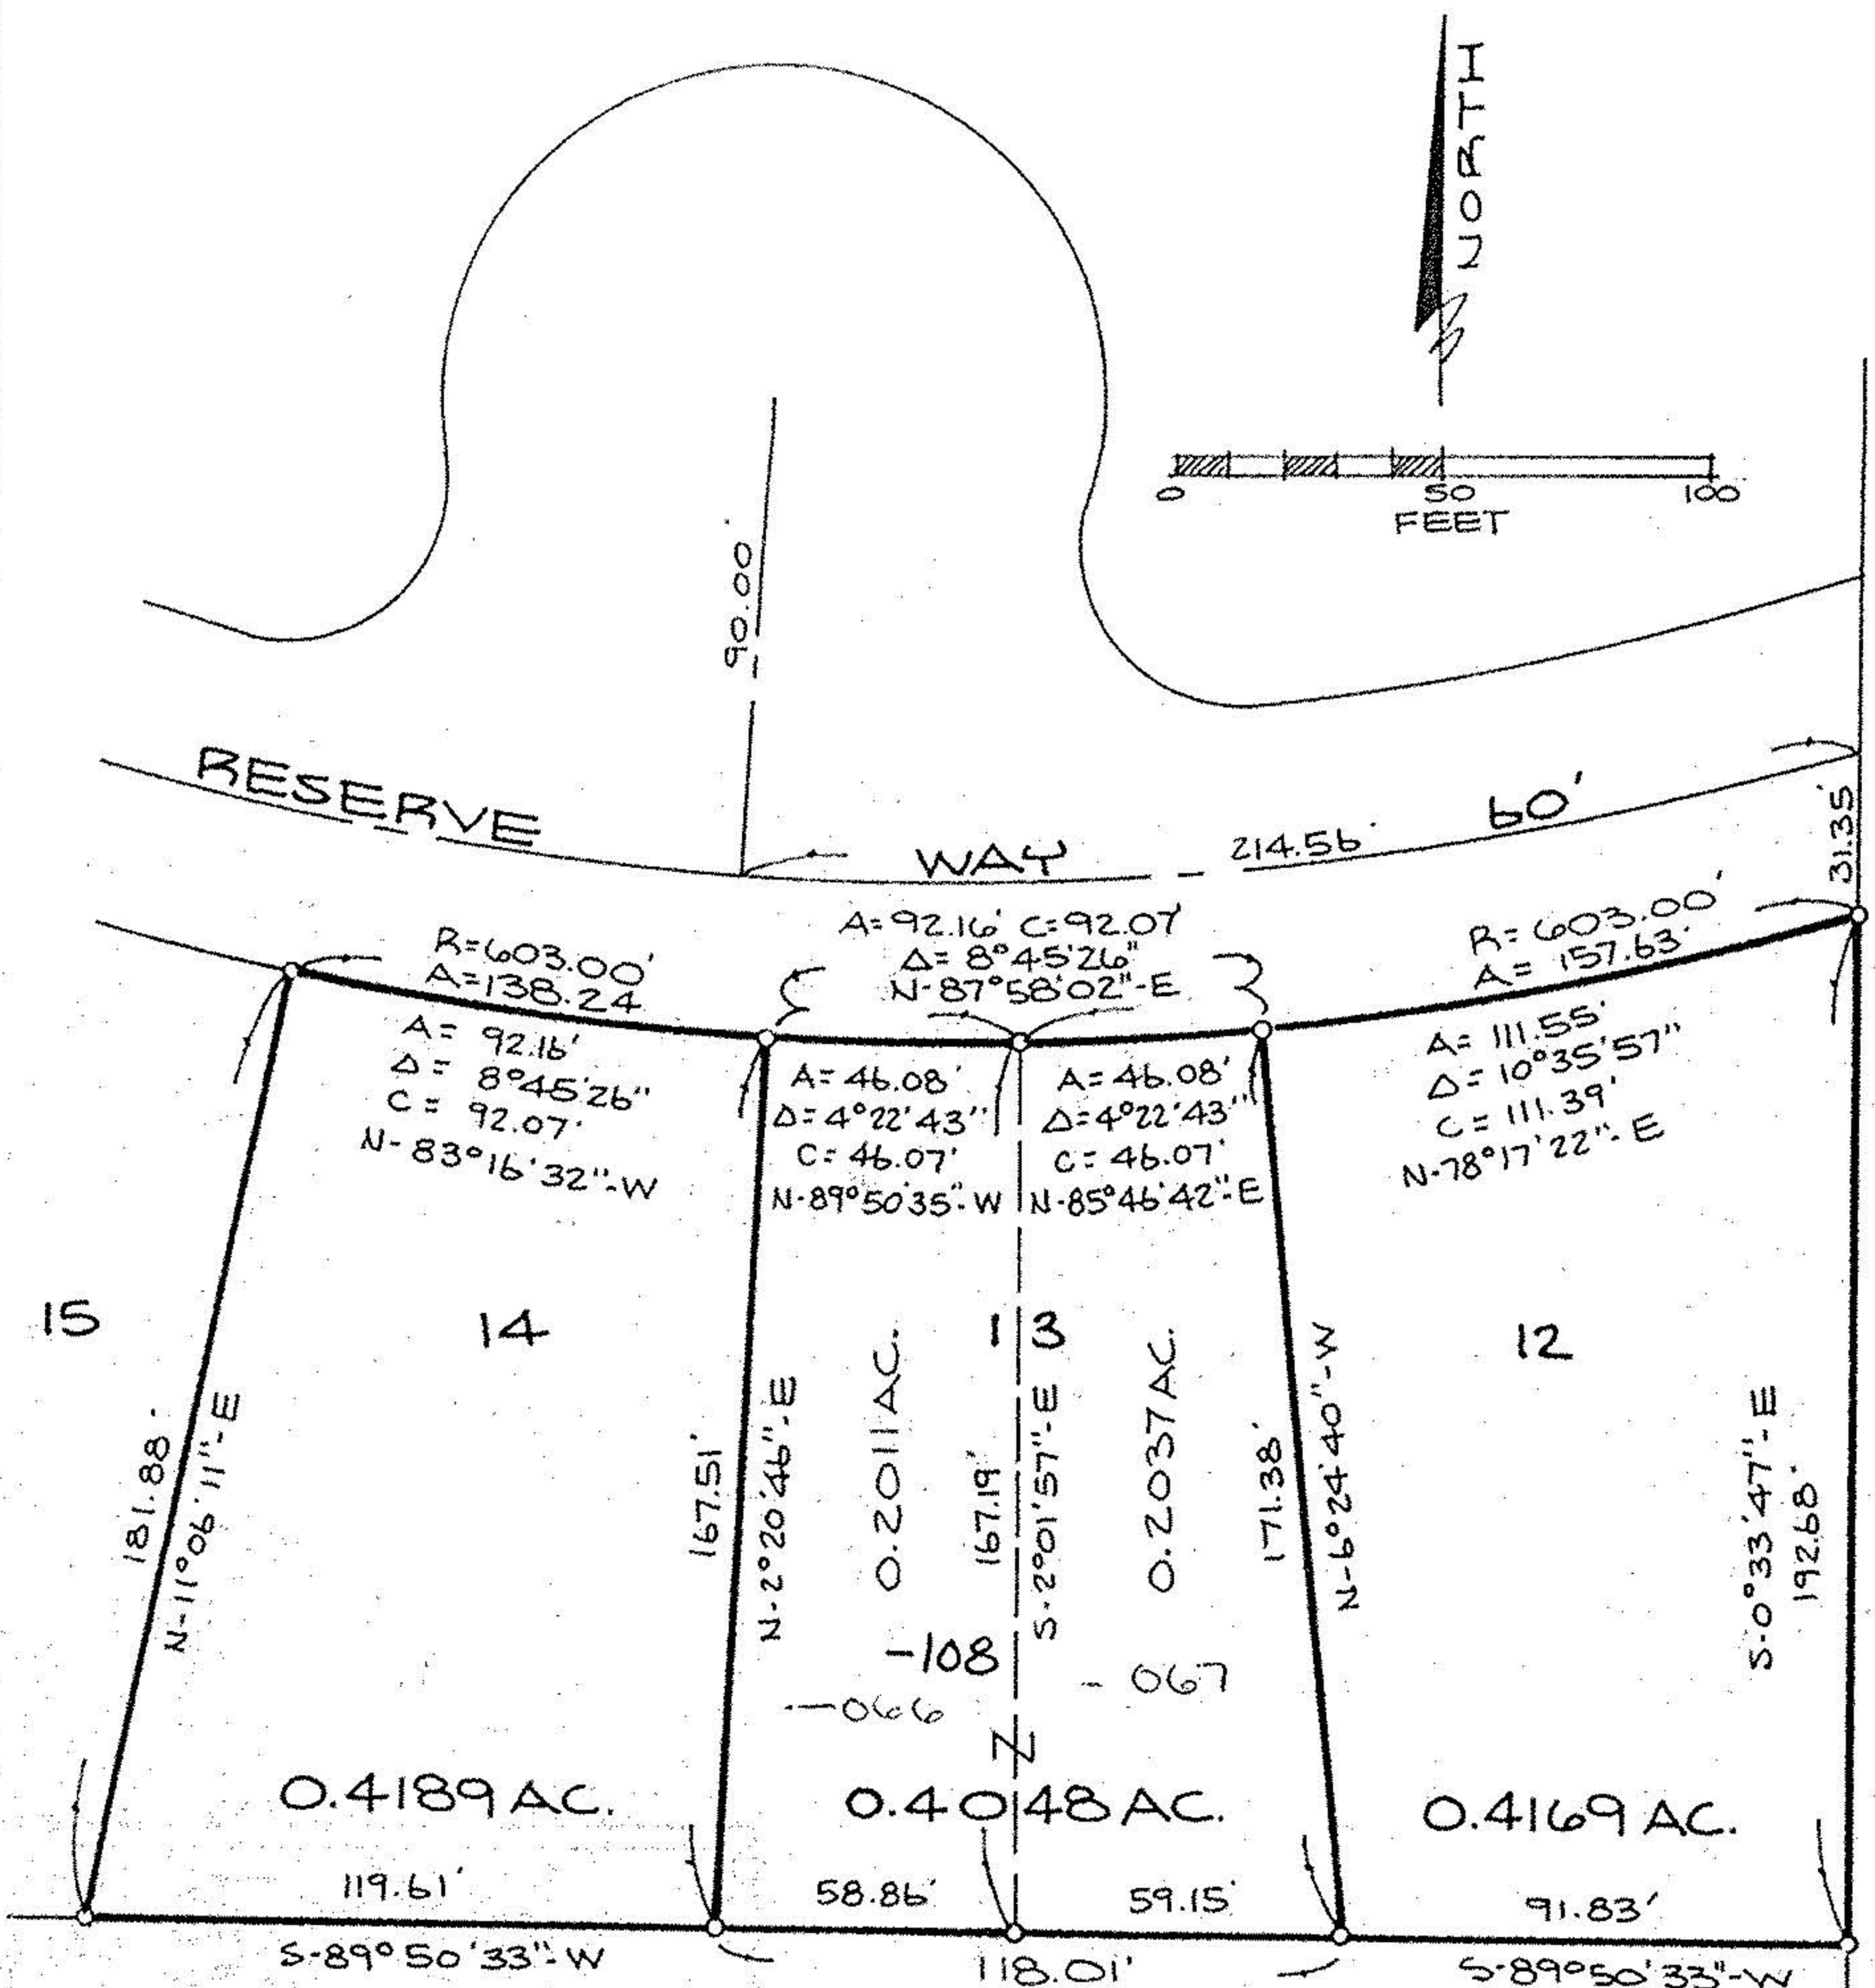 NORTH
0 50 100
FEET
90.00'
RESERVE WAY 60'
214.56'
31.35'
R=603.00'
A=138.24
A=92.16' C=92.07
Δ=8°45'26"
N-87°58'02"-E
R=603.00'
A=157.63'
A= 92.16'
Δ= 8°45'26"
C= 92.07'
N-83°16'32"-W
A=46.08'
Δ=4°22'43"
C=46.07'
N-89°50'35"-W
A=46.08'
Δ=4°22'43"
C=46.07'
N-85°46'42"-E
A= 111.55'
Δ=10°35'57"
C=111.39'
N-78°17'22"-E
15
14
13
12
181.88'
N-11°06'11"-E
167.51'
N-2°20'46"-E
0.2011 AC.
167.19'
S-2°01'57"-E
0.2037 AC.
171.38'
N-6°24'40"-W
S-0°33'47"-E
192.68'
-108
-066
-067
0.4189 AC.
0.4048 AC.
0.4169 AC.
119.61'
58.86'
59.15'
91.83'
S-89°50'33"-W
118.01'
S-89°50'33"-W